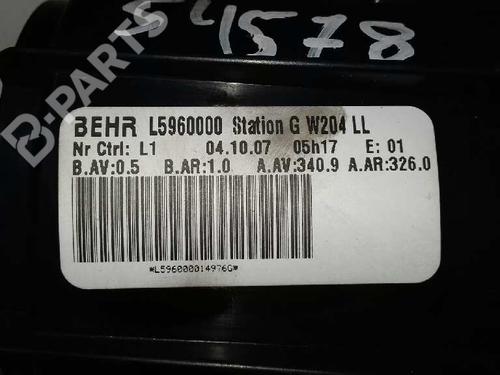 54578
B-PARTS
BEHR L5960000 Station G W204 LL
Nr Ctrl: L1 04.10.07 05h17 E: 01
B.AV:0.5 B.AR:1.0 A.AV:340.9 A.AR:326.0
*L596000014976G*